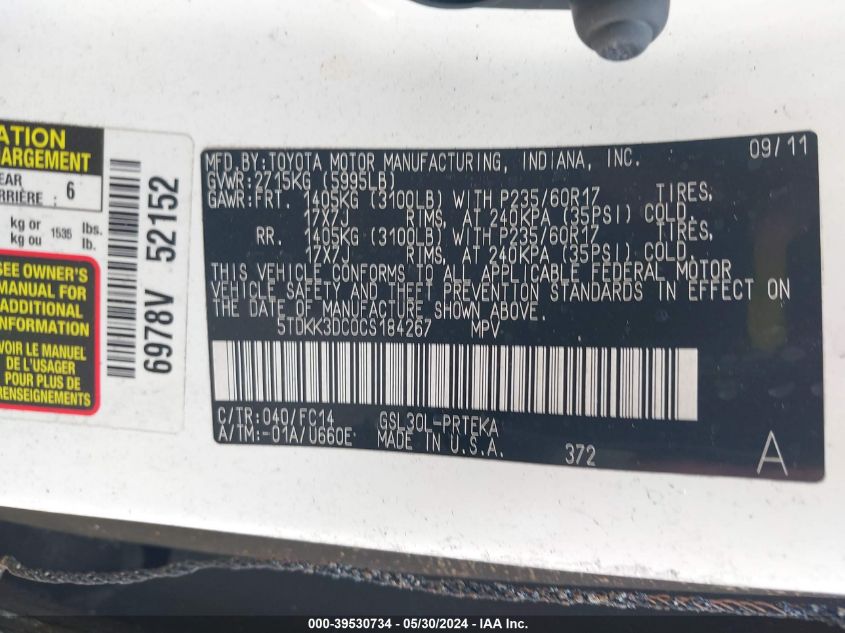 ATION
HARGEMENT
EAR
RRIÈRE : 6
kg or
kg ou 1535 lbs.
lb.
SEE OWNER'S
MANUAL FOR
ADDITIONAL
INFORMATION
VOIR LE MANUEL
DE L'USAGER
POUR PLUS DE
RENSEIGNEMENTS
6978V 52152
MFD.BY:TOYOTA MOTOR MANUFACTURING, INDIANA, INC. 09/11
GVWR:2715KG (5995LB)
GAWR:FRT. 1405KG (3100LB) WITH P235/60R17 TIRES,
17X7J RIMS, AT 240KPA (35PSI) COLD.
RR. 1405KG (3100LB) WITH P235/60R17 TIRES,
17X7J RIMS, AT 240KPA (35PSI) COLD.
THIS VEHICLE CONFORMS TO ALL APPLICABLE FEDERAL MOTOR
VEHICLE SAFETY AND THEFT PREVENTION STANDARDS IN EFFECT ON
THE DATE OF MANUFACTURE SHOWN ABOVE.
5TDKK3DC0CS184267 MPV
C/TR:040/FC14 GSL30L-PRTEKA
A/TM:-01A/U660E MADE IN U.S.A. 372 A
000-39530734 — 05/30/2024 — IAA Inc.